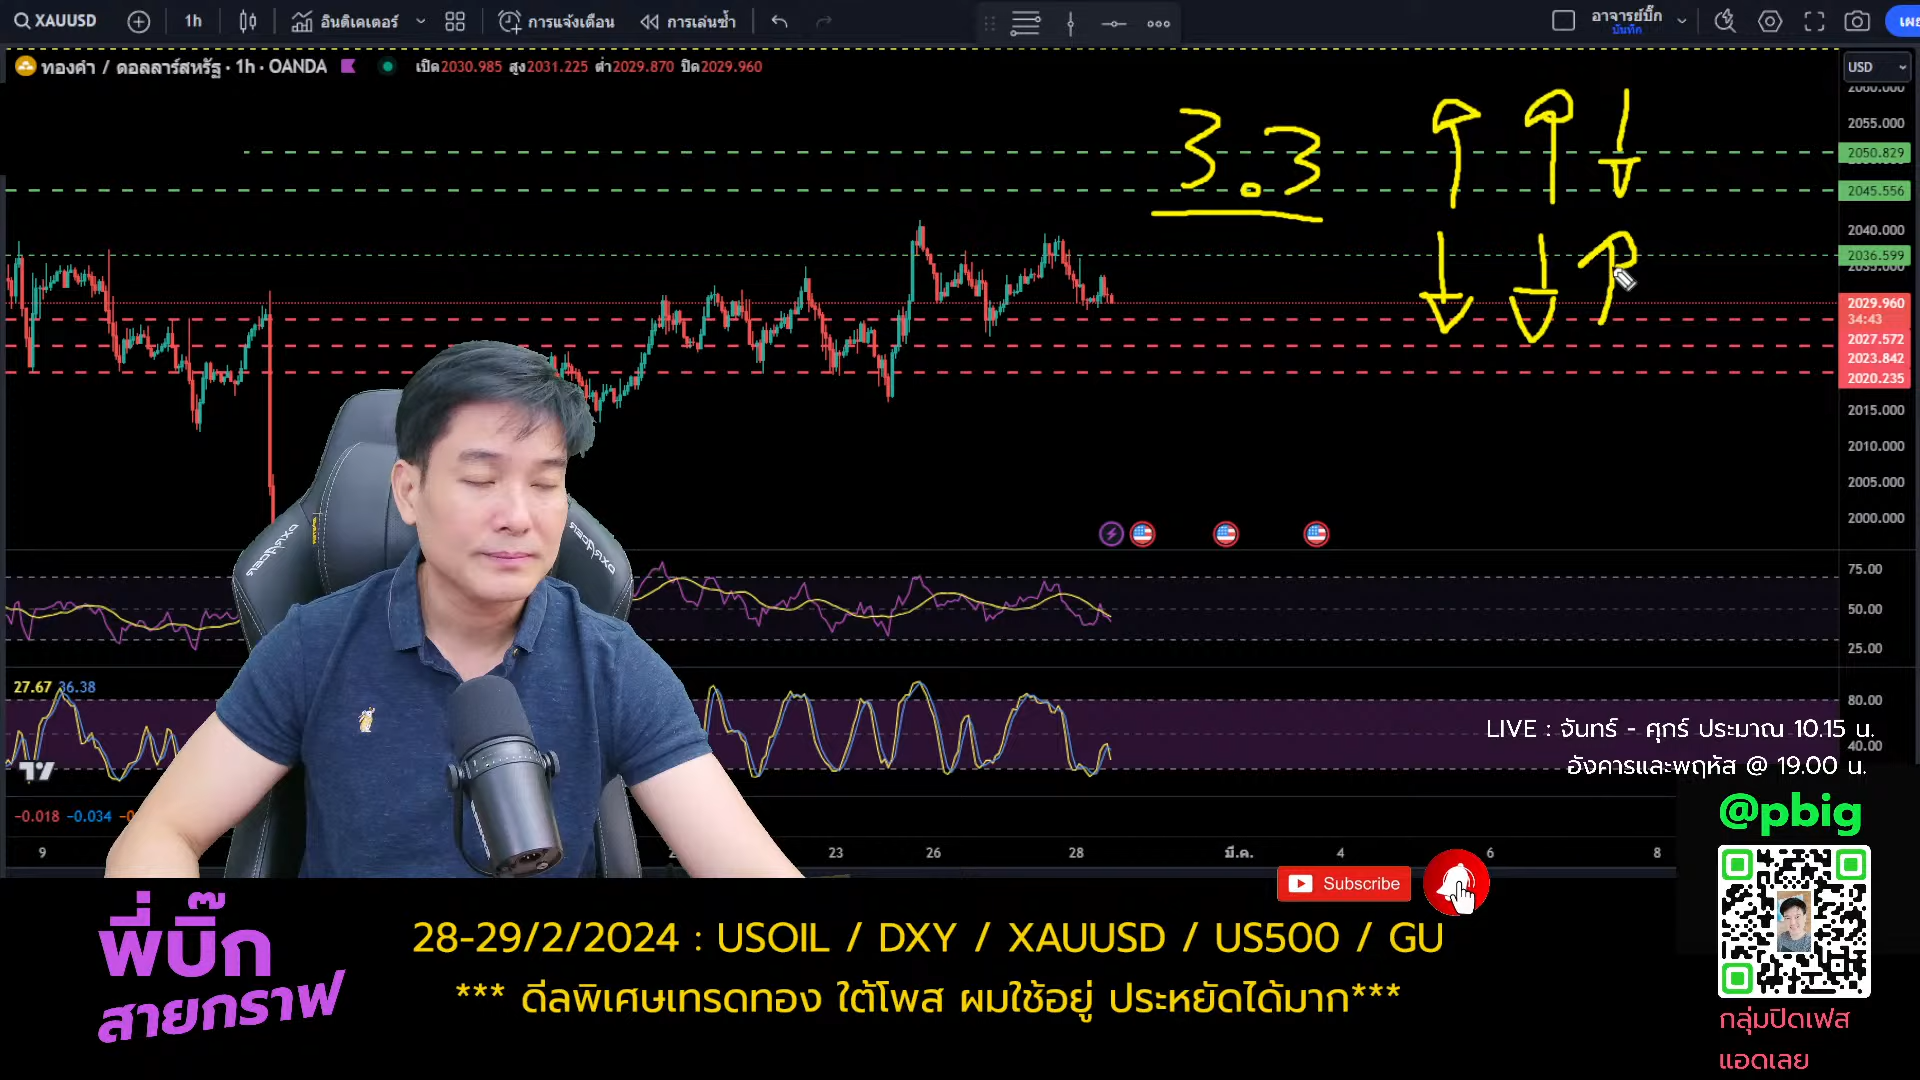 XAUUSD 1h อินดิเคเตอร์ การแจ้งเตือน การเล่นซ้ำ อาจารย์บิ๊ก
บันทึก
ทองคำ / ดอลลาร์สหรัฐ · 1h · OANDA เปิด2030.985 สูง2031.225 ต่ำ2029.870 ปิด2029.960
USD
2060.000
2055.000
2050.829
2045.556
2040.000
2036.599
2035.000
2029.960
34:43
2027.572
2023.842
2020.235
2015.000
2010.000
2005.000
2000.000
3.3
DXRACER
DXRACER
75.00
50.00
25.00
27.67 36.38
80.00
40.00
−0.018 −0.034
9 23 26 28 มี.ค. 4 6 8
LIVE : จันทร์ - ศุกร์ ประมาณ 10.15 น.
อังคารและพฤหัส @ 19.00 น.
@pbig
Subscribe
พี่บิ๊ก
สายกราฟ
28-29/2/2024 : USOIL / DXY / XAUUSD / US500 / GU
*** ดีลพิเศษเทรดทอง ใต้โพส ผมใช้อยู่ ประหยัดได้มาก***
กลุ่มปิดเฟส
แอดเลย